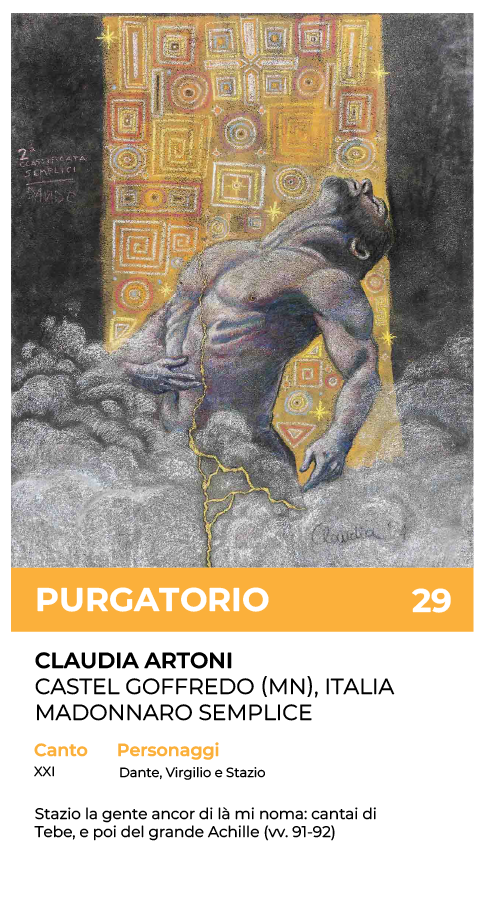 2ª
CLASSIFICATA
SEMPLICI
Claudia
PURGATORIO 29
CLAUDIA ARTONI
CASTEL GOFFREDO (MN), ITALIA
MADONNARO SEMPLICE
Canto Personaggi
XXI Dante, Virgilio e Stazio
Stazio la gente ancor di là mi noma: cantai di
Tebe, e poi del grande Achille (vv. 91-92)